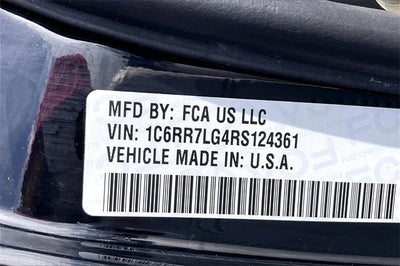 MFD BY: FCA US LLC
VIN: 1C6RR7LG4RS124361
VEHICLE MADE IN: U.S.A.